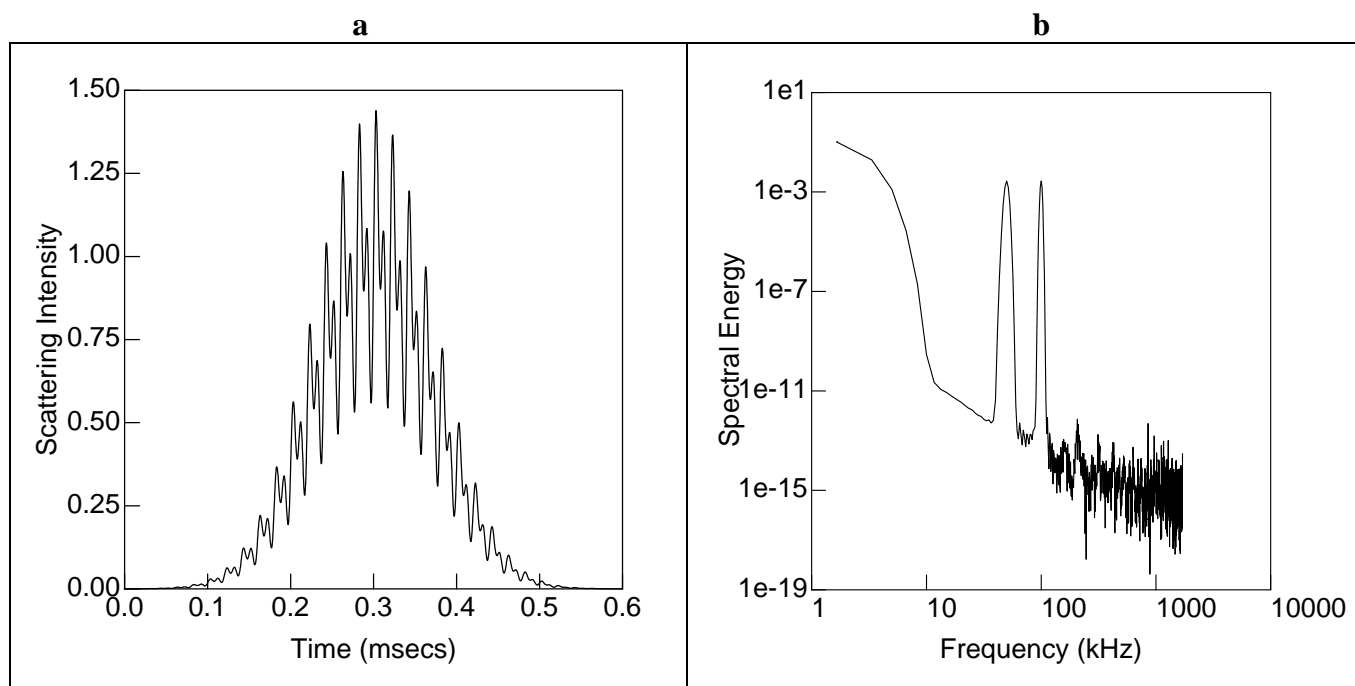 a
b
1.50
1.25
1.00
0.75
0.50
0.25
0.00
Scattering Intensity
0.0 0.1 0.2 0.3 0.4 0.5 0.6
Time (msecs)
1e1
1e-3
1e-7
1e-11
1e-15
1e-19
Spectral Energy
1 10 100 1000 10000
Frequency (kHz)